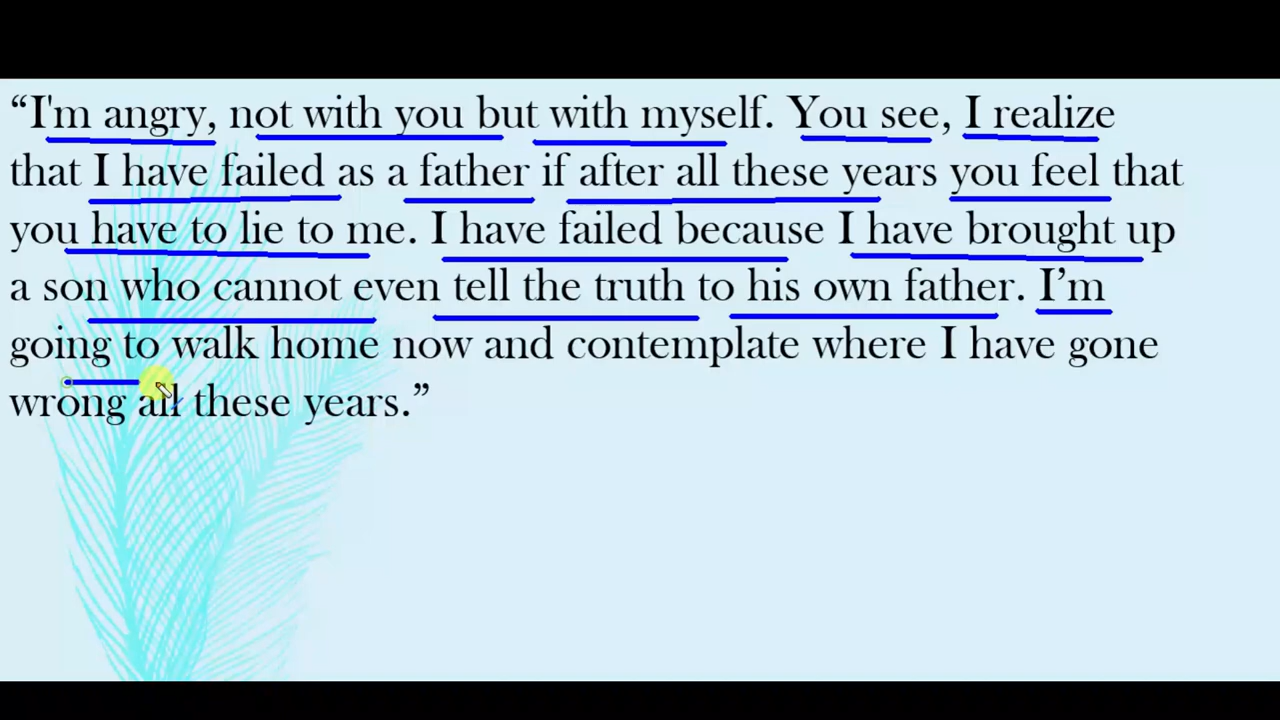 “I'm angry, not with you but with myself. You see, I realize
that I have failed as a father if after all these years you feel that
you have to lie to me. I have failed because I have brought up
a son who cannot even tell the truth to his own father. I’m
going to walk home now and contemplate where I have gone
wrong all these years.”